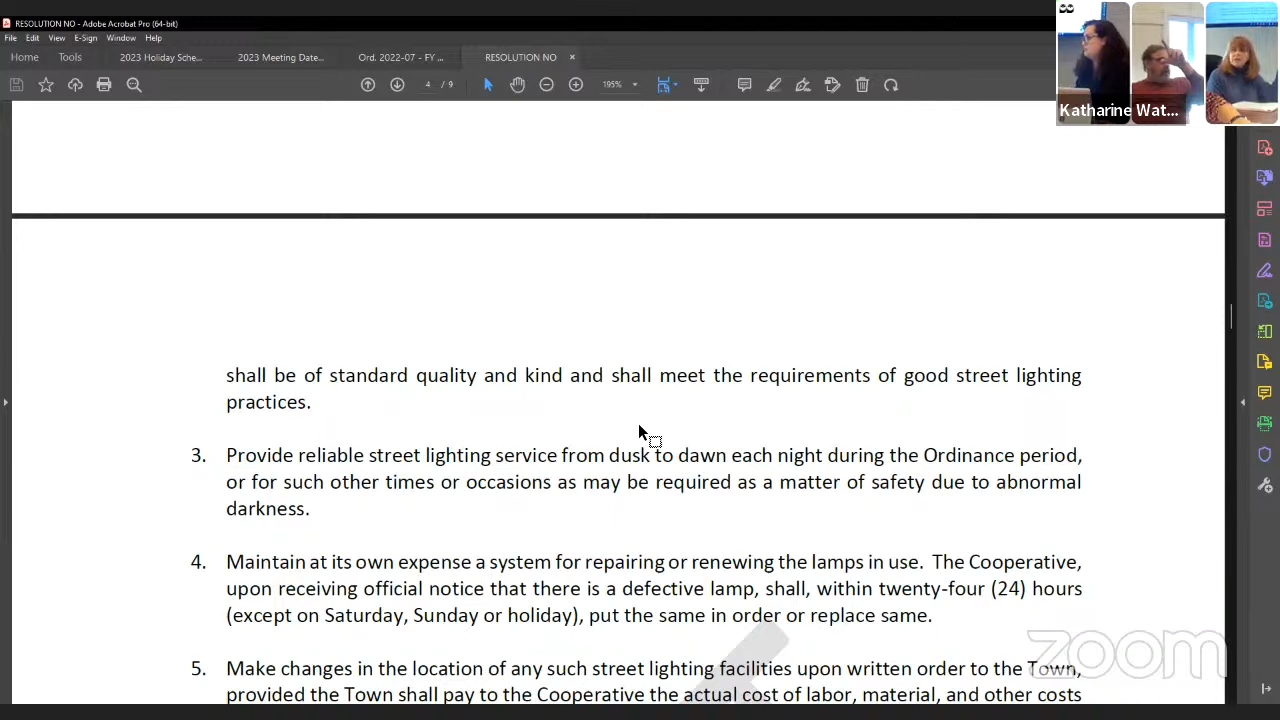 RESOLUTION NO - Adobe Acrobat Pro (64-bit)
File Edit View E-Sign Window Help
Home Tools 2023 Holiday Sche... 2023 Meeting Date... Ord. 2022-07 - FY ... RESOLUTION NO ×
4 / 9 195%
Katharine Wat...
shall be of standard quality and kind and shall meet the requirements of good street lighting
practices.
3. Provide reliable street lighting service from dusk to dawn each night during the Ordinance period,
or for such other times or occasions as may be required as a matter of safety due to abnormal
darkness.
4. Maintain at its own expense a system for repairing or renewing the lamps in use. The Cooperative,
upon receiving official notice that there is a defective lamp, shall, within twenty-four (24) hours
(except on Saturday, Sunday or holiday), put the same in order or replace same.
5. Make changes in the location of any such street lighting facilities upon written order to the Town,
provided the Town shall pay to the Cooperative the actual cost of labor, material, and other costs
zoom